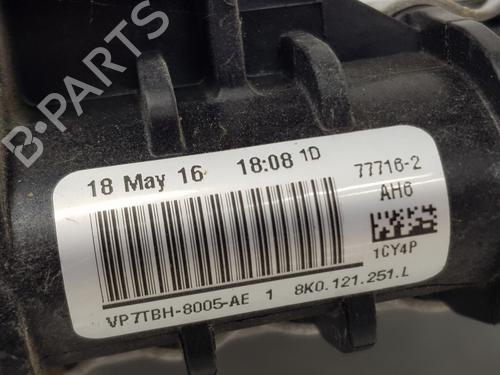 B-PARTS
18 May 16 18:08 1D
77716-2
AH6
1CY4P
VP7TBH-8005-AE 1 8K0.121.251.L